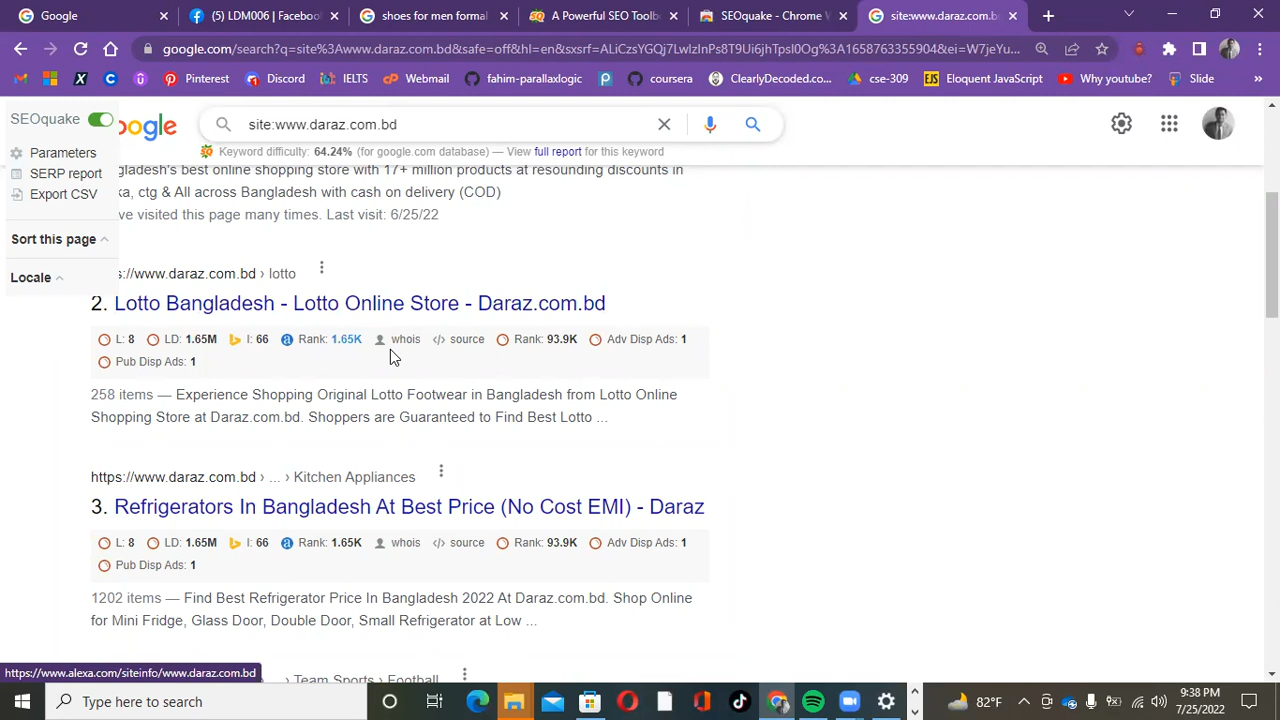 Google
(0) LDM006 | Facebook
shoes for men formal
A Powerful SEO Toolb
SEOquake - Chrome W
site:www.daraz.com.b
google.com/search?q=site%3Awww.daraz.com.bd&safe=off&hl=en&sxsrf=ALiCzsYGQj7LwIzInPs8T9Ui6jhTpsl0Og%3A1658763355904&ei=W7jeYu...
M
X
C
Pinterest
Discord
IELTS
Webmail
fahim-parallaxlogic
coursera
ClearlyDecoded.co...
cse-309
EJS Eloquent JavaScript
Why youtube?
Slide
»
SEOquake
oogle
site:www.daraz.com.bd
Keyword difficulty: 64.24% (for google.com database) — View full report for this keyword
Parameters
SERP report
Export CSV
Sort this page
Locale
gladesh's best online shopping store with 17+ million products at resounding discounts in
ka, ctg & All across Bangladesh with cash on delivery (COD)
've visited this page many times. Last visit: 6/25/22
s://www.daraz.com.bd › lotto
2. Lotto Bangladesh - Lotto Online Store - Daraz.com.bd
L: 8 LD: 1.65M I: 66 Rank: 1.65K whois source Rank: 93.9K Adv Disp Ads: 1
Pub Disp Ads: 1
258 items — Experience Shopping Original Lotto Footwear in Bangladesh from Lotto Online
Shopping Store at Daraz.com.bd. Shoppers are Guaranteed to Find Best Lotto ...
https://www.daraz.com.bd › ... › Kitchen Appliances
3. Refrigerators In Bangladesh At Best Price (No Cost EMI) - Daraz
L: 8 LD: 1.65M I: 66 Rank: 1.65K whois source Rank: 93.9K Adv Disp Ads: 1
Pub Disp Ads: 1
1202 items — Find Best Refrigerator Price In Bangladesh 2022 At Daraz.com.bd. Shop Online
for Mini Fridge, Glass Door, Double Door, Small Refrigerator at Low ...
› Team Sports › Football
https://www.alexa.com/siteinfo/www.daraz.com.bd
Type here to search
82°F
9:38 PM
7/25/2022